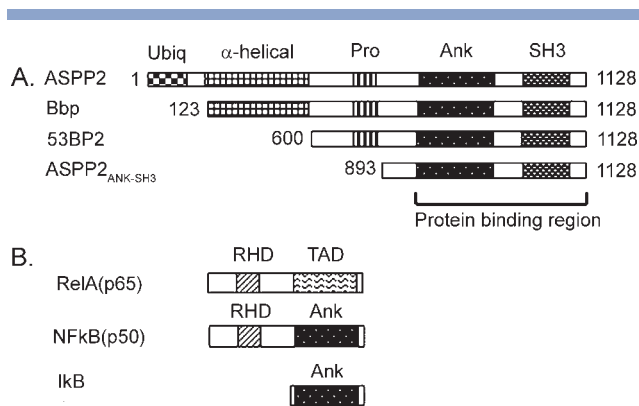 Ubiq α-helical Pro Ank SH3
A. ASPP2 1 1128
Bbp 123 1128
53BP2 600 1128
ASPP2ANK-SH3 893 1128
Protein binding region
B. RHD TAD
RelA(p65)
RHD Ank
NFkB(p50)
Ank
IkB